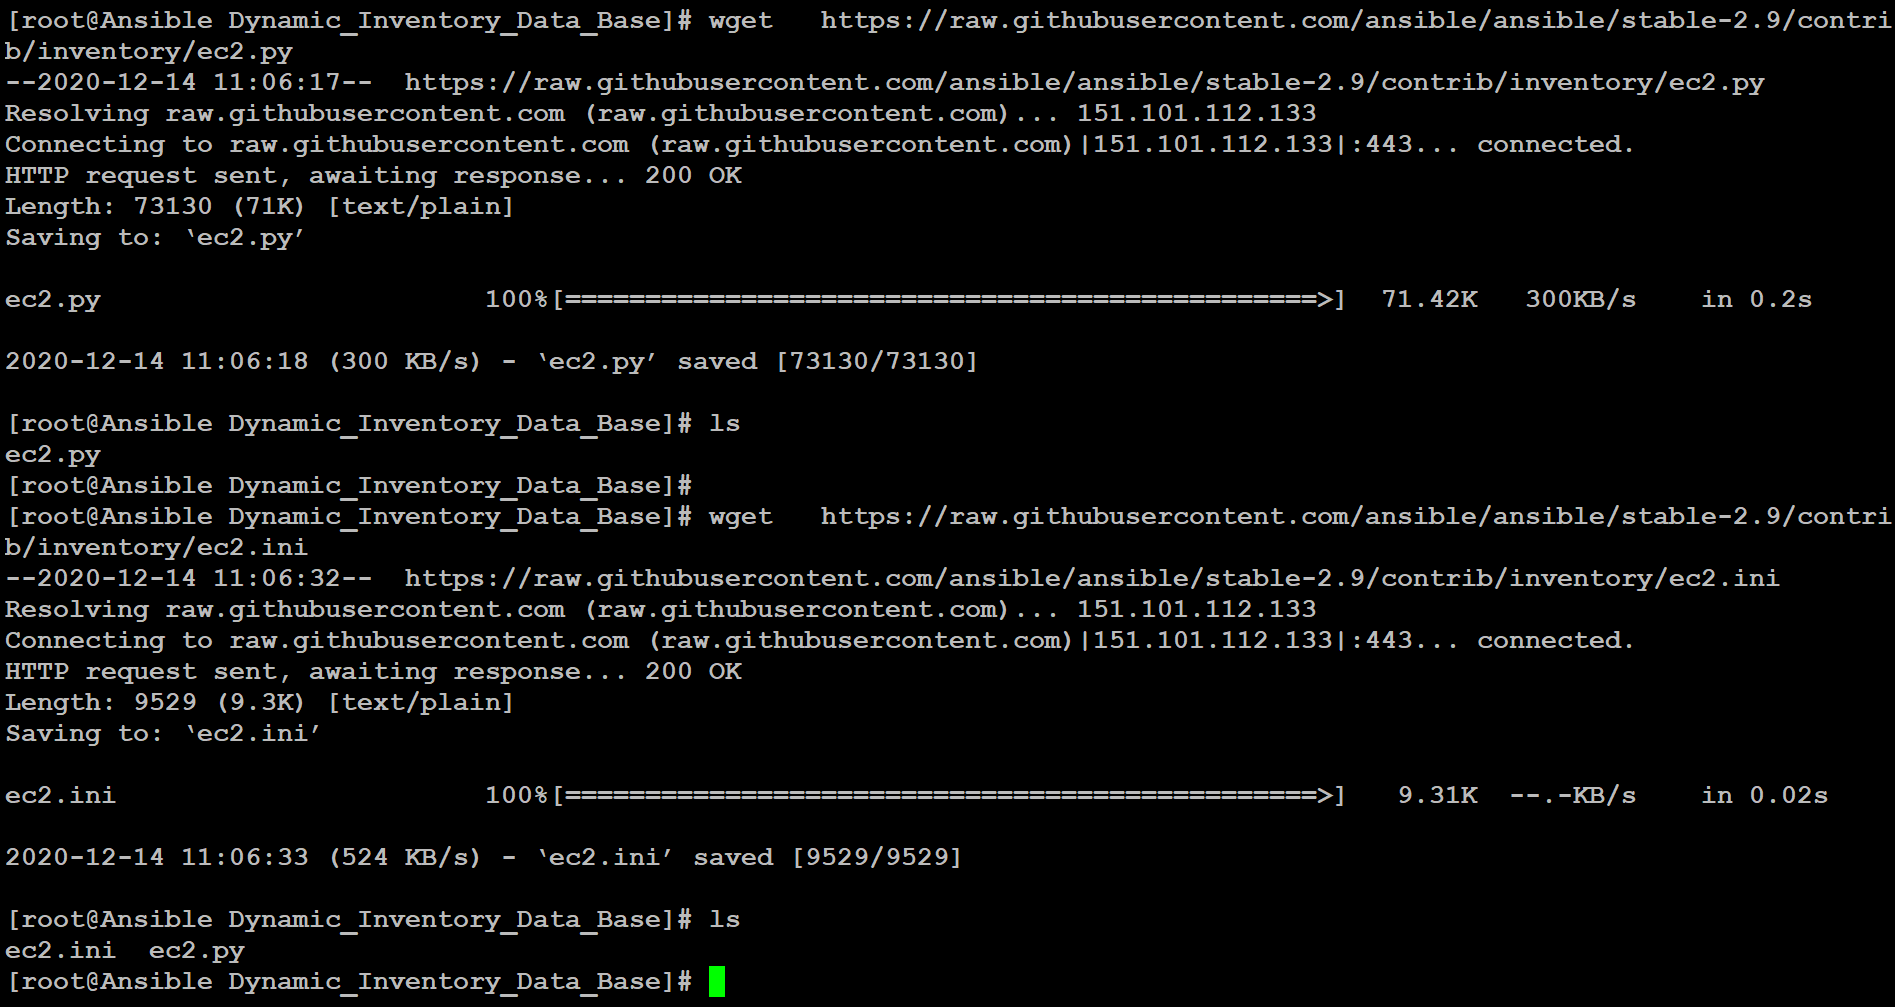 [root@Ansible Dynamic_Inventory_Data_Base]# wget   https://raw.githubusercontent.com/ansible/ansible/stable-2.9/contri
b/inventory/ec2.py
--2020-12-14 11:06:17--  https://raw.githubusercontent.com/ansible/ansible/stable-2.9/contrib/inventory/ec2.py
Resolving raw.githubusercontent.com (raw.githubusercontent.com)... 151.101.112.133
Connecting to raw.githubusercontent.com (raw.githubusercontent.com)|151.101.112.133|:443... connected.
HTTP request sent, awaiting response... 200 OK
Length: 73130 (71K) [text/plain]
Saving to: ‘ec2.py’
ec2.py                        100%[===============================================>]  71.42K   300KB/s    in 0.2s
2020-12-14 11:06:18 (300 KB/s) - ‘ec2.py’ saved [73130/73130]
[root@Ansible Dynamic_Inventory_Data_Base]# ls
ec2.py
[root@Ansible Dynamic_Inventory_Data_Base]#
[root@Ansible Dynamic_Inventory_Data_Base]# wget   https://raw.githubusercontent.com/ansible/ansible/stable-2.9/contri
b/inventory/ec2.ini
--2020-12-14 11:06:32--  https://raw.githubusercontent.com/ansible/ansible/stable-2.9/contrib/inventory/ec2.ini
Resolving raw.githubusercontent.com (raw.githubusercontent.com)... 151.101.112.133
Connecting to raw.githubusercontent.com (raw.githubusercontent.com)|151.101.112.133|:443... connected.
HTTP request sent, awaiting response... 200 OK
Length: 9529 (9.3K) [text/plain]
Saving to: ‘ec2.ini’
ec2.ini                       100%[===============================================>]   9.31K  --.-KB/s    in 0.02s
2020-12-14 11:06:33 (524 KB/s) - ‘ec2.ini’ saved [9529/9529]
[root@Ansible Dynamic_Inventory_Data_Base]# ls
ec2.ini  ec2.py
[root@Ansible Dynamic_Inventory_Data_Base]#